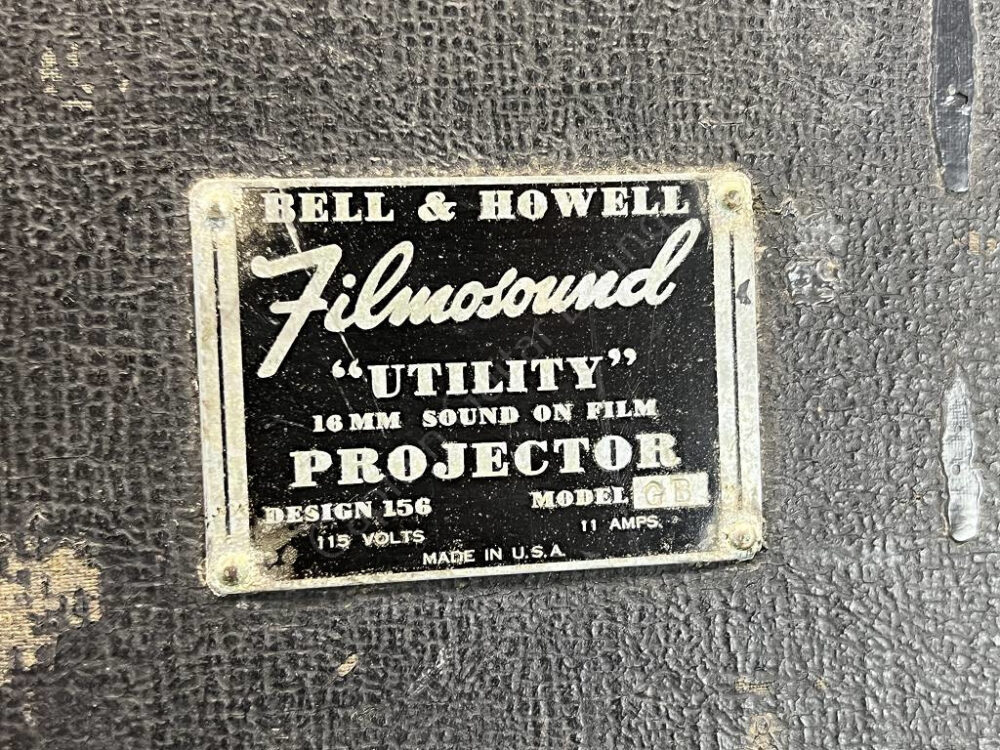 BELL & HOWELL
Filmosound
“UTILITY”
16 MM SOUND ON FILM
PROJECTOR
DESIGN 156 MODEL GB
115 VOLTS 11 AMPS.
MADE IN U.S.A.